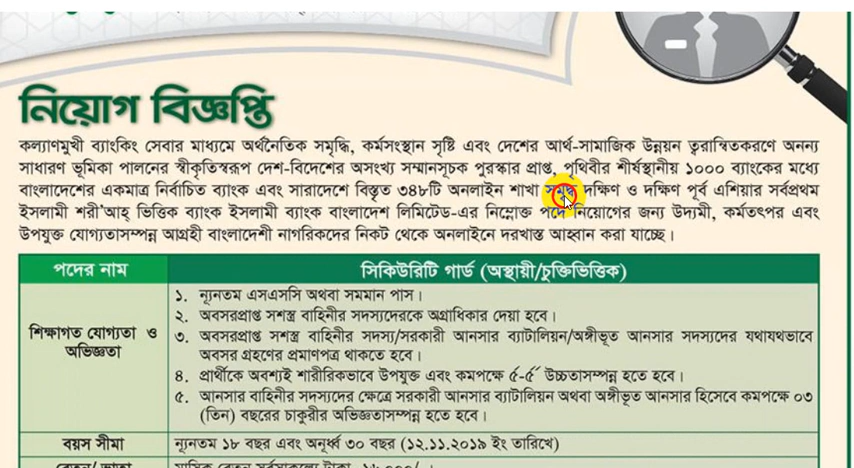 নিয়োগ বিজ্ঞপ্তি
কল্যাণমুখী ব্যাংকিং সেবার মাধ্যমে অর্থনৈতিক সমৃদ্ধি, কর্মসংস্থান সৃষ্টি এবং দেশের আর্থ-সামাজিক উন্নয়ন ত্বরান্বিতকরণে অনন্য
সাধারণ ভূমিকা পালনের স্বীকৃতিস্বরূপ দেশ-বিদেশের অসংখ্য সম্মানসূচক পুরস্কার প্রাপ্ত, পৃথিবীর শীর্ষস্থানীয় ১০০০ ব্যাংকের মধ্যে
বাংলাদেশের একমাত্র নির্বাচিত ব্যাংক এবং সারাদেশে বিস্তৃত ৩৪৮টি অনলাইন শাখা সমৃদ্ধ দক্ষিণ ও দক্ষিণ পূর্ব এশিয়ার সর্বপ্রথম
ইসলামী শরী'আহ্ ভিত্তিক ব্যাংক ইসলামী ব্যাংক বাংলাদেশ লিমিটেড-এর নিম্নোক্ত পদে নিয়োগের জন্য উদ্যমী, কর্মতৎপর এবং
উপযুক্ত যোগ্যতাসম্পন্ন আগ্রহী বাংলাদেশী নাগরিকদের নিকট থেকে অনলাইনে দরখাস্ত আহ্বান করা যাচ্ছে।
পদের নাম
সিকিউরিটি গার্ড (অস্থায়ী/চুক্তিভিত্তিক)
শিক্ষাগত যোগ্যতা ও
অভিজ্ঞতা
১. ন্যূনতম এসএসসি অথবা সমমান পাস।
২. অবসরপ্রাপ্ত সশস্ত্র বাহিনীর সদস্যদেরকে অগ্রাধিকার দেয়া হবে।
৩. অবসরপ্রাপ্ত সশস্ত্র বাহিনীর সদস্য/সরকারী আনসার ব্যাটালিয়ন/অঙ্গীভূত আনসার সদস্যদের যথাযথভাবে
অবসর গ্রহণের প্রমাণপত্র থাকতে হবে।
৪. প্রার্থীকে অবশ্যই শারীরিকভাবে উপযুক্ত এবং কমপক্ষে ৫-৫˝ উচ্চতাসম্পন্ন হতে হবে।
৫. আনসার বাহিনীর সদস্যদের ক্ষেত্রে সরকারী আনসার ব্যাটালিয়ন অথবা অঙ্গীভূত আনসার হিসেবে কমপক্ষে ০৩
(তিন) বছরের চাকুরীর অভিজ্ঞতাসম্পন্ন হতে হবে।
বয়স সীমা
ন্যূনতম ১৮ বছর এবং অনূর্ধ্ব ৩০ বছর (১২.১১.২০১৯ ইং তারিখে)